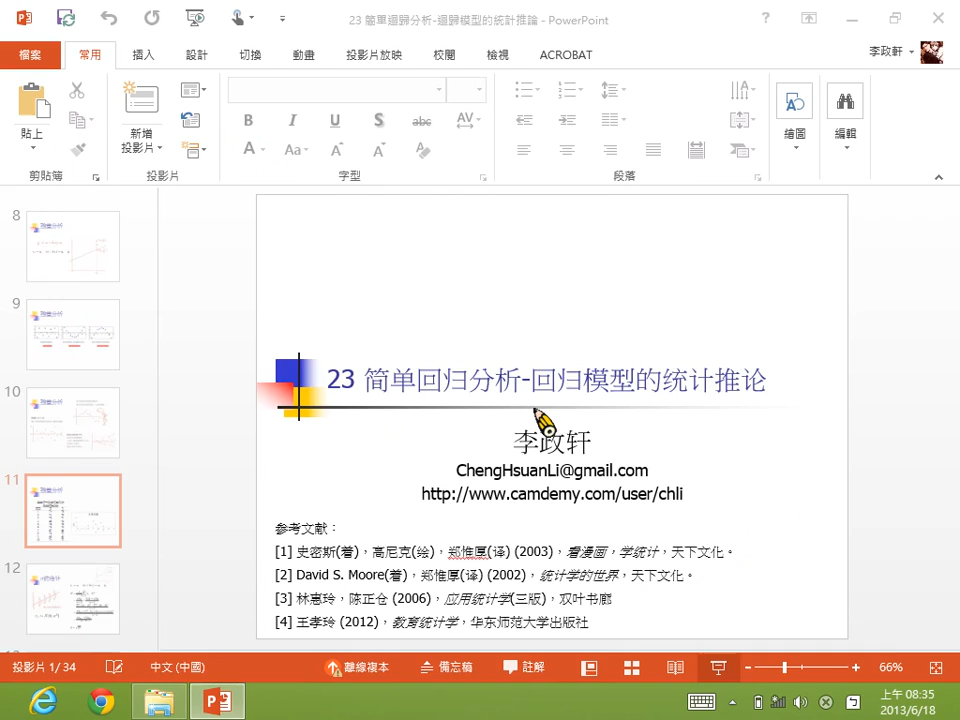 23 簡單迴歸分析-迴歸模型的統計推論 - PowerPoint
檔案 常用 插入 設計 切換 動畫 投影片放映 校閱 檢視 ACROBAT 李政軒
貼上 新增投影片 繪圖 編輯
剪貼簿 投影片 字型 段落
8
9
10
11
12
23 简单回归分析-回归模型的统计推论
李政轩
ChengHsuanLi@gmail.com
http://www.camdemy.com/user/chli
参考文献：
[1] 史密斯(着)，高尼克(绘)，郑惟厚(译) (2003)，看漫画，学统计，天下文化。
[2] David S. Moore(着)，郑惟厚(译) (2002)，统计学的世界，天下文化。
[3] 林惠玲，陈正仓 (2006)，应用统计学(三版)，双叶书廊
[4] 王孝玲 (2012)，教育统计学，华东师范大学出版社
投影片 1/ 34 中文 (中國) 離線複本 備忘稿 註解 66%
上午 08:35
2013/6/18